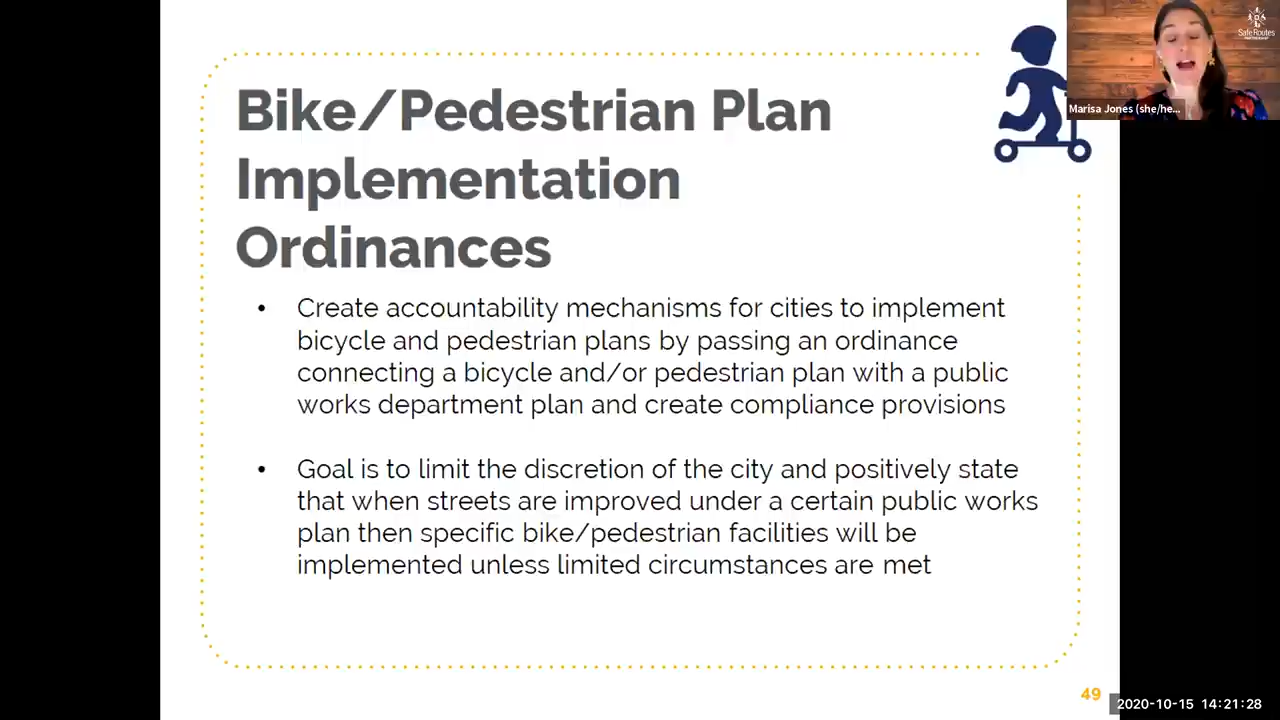 Bike/Pedestrian Plan
Implementation
Ordinances
• Create accountability mechanisms for cities to implement
bicycle and pedestrian plans by passing an ordinance
connecting a bicycle and/or pedestrian plan with a public
works department plan and create compliance provisions
• Goal is to limit the discretion of the city and positively state
that when streets are improved under a certain public works
plan then specific bike/pedestrian facilities will be
implemented unless limited circumstances are met
49
Safe Routes
PARTNERSHIP
Marisa Jones (she/he...
2020-10-15 14:21:28